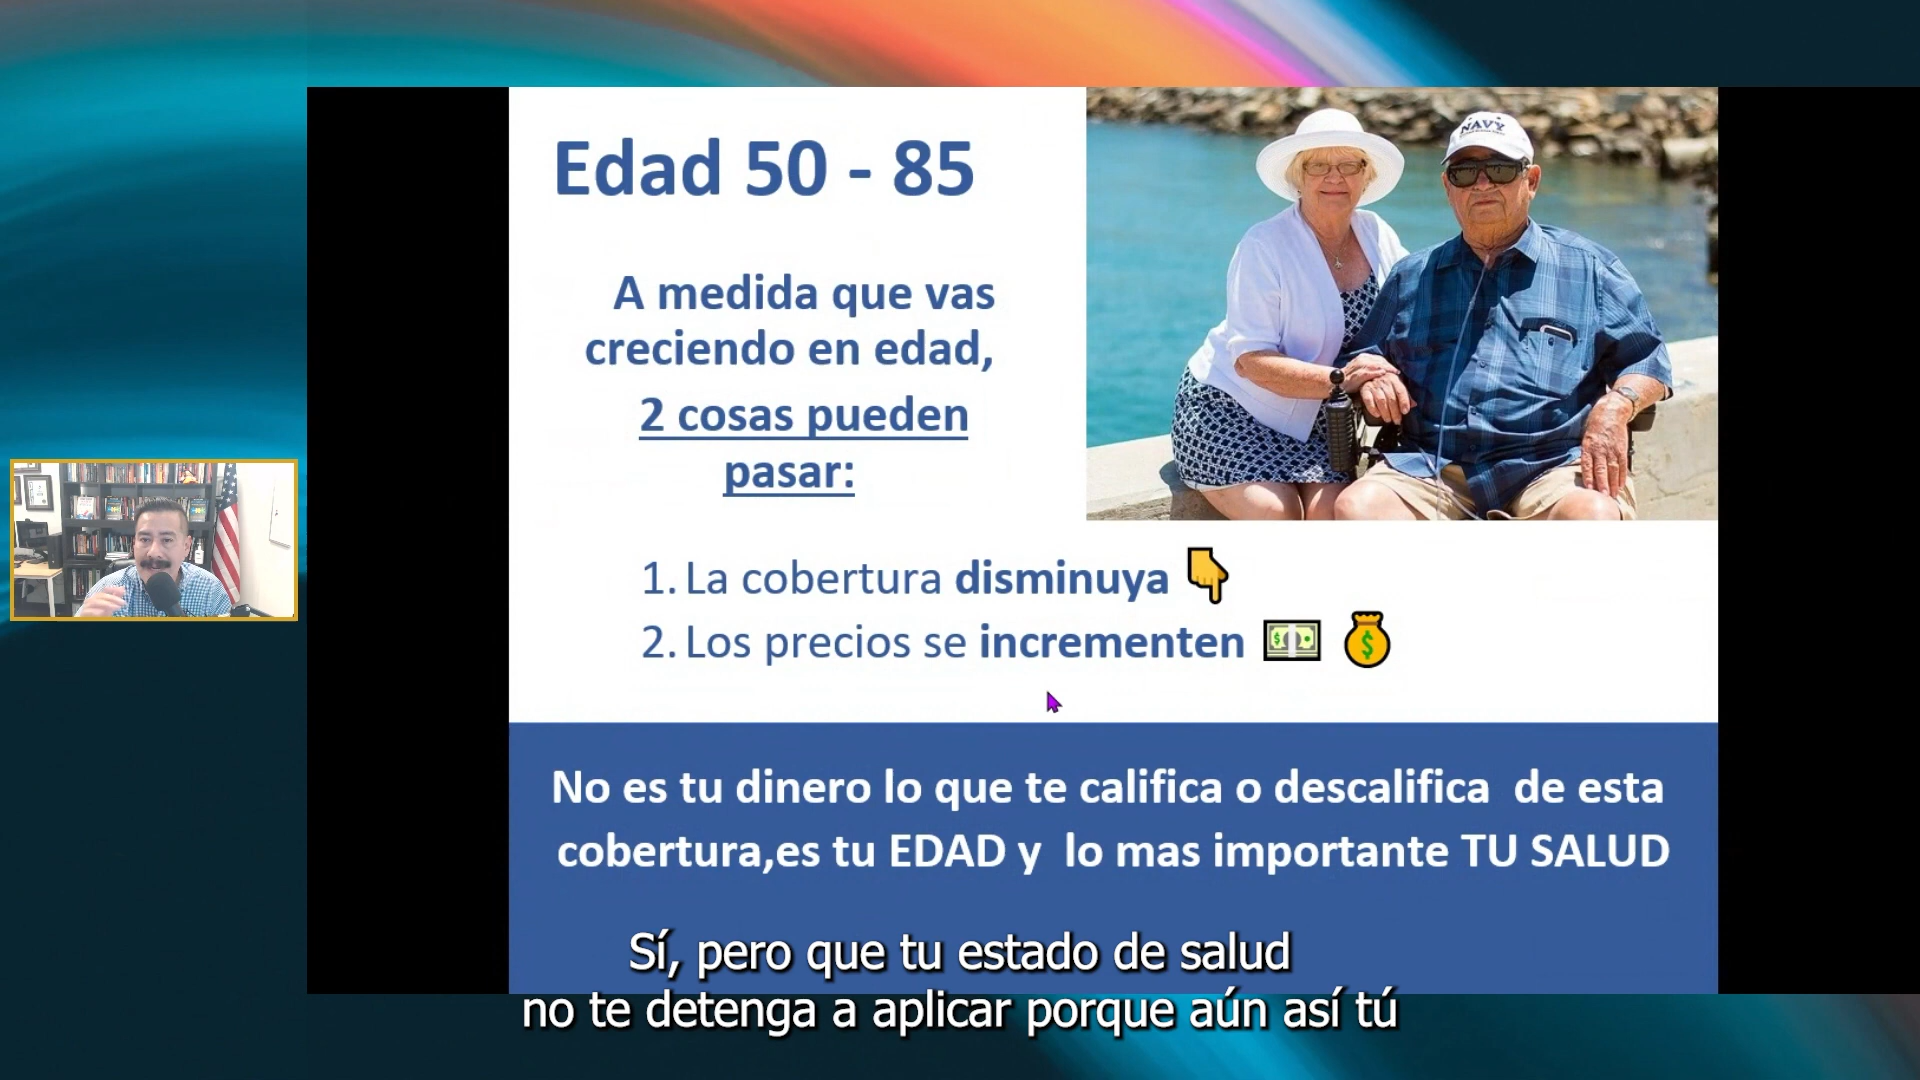 Edad 50 - 85
NAVY
A medida que vas
creciendo en edad,
2 cosas pueden
pasar:
1. La cobertura disminuya
2. Los precios se incrementen
No es tu dinero lo que te califica o descalifica de esta
cobertura,es tu EDAD y lo mas importante TU SALUD
Sí, pero que tu estado de salud
no te detenga a aplicar porque aún así tú